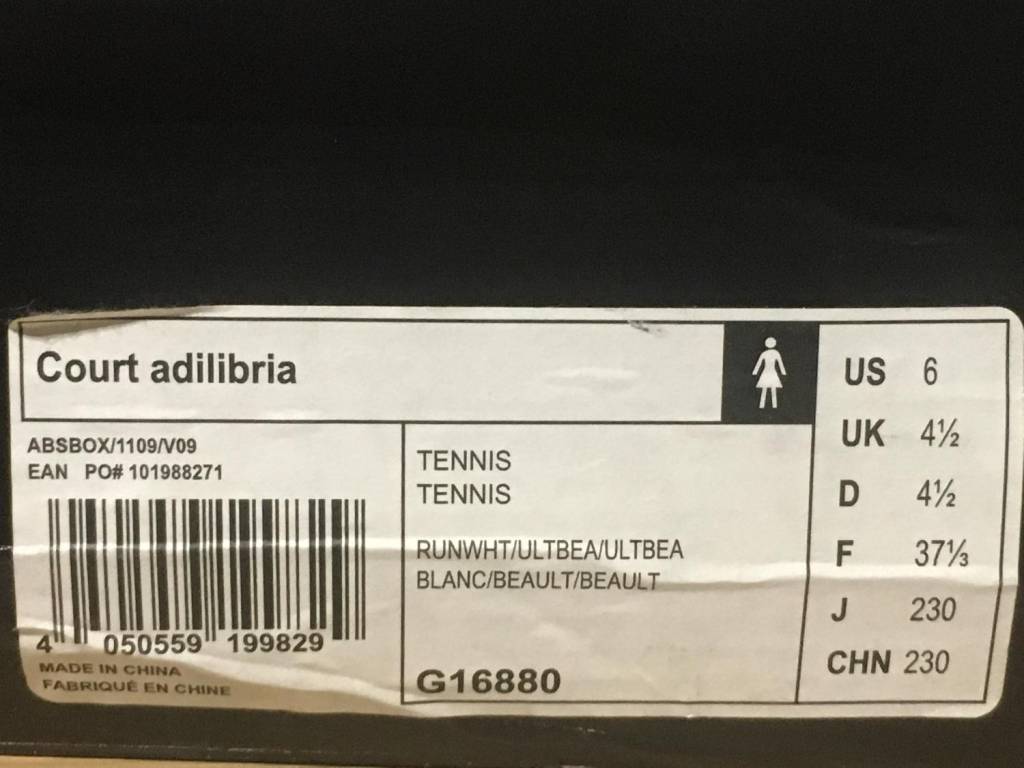 Court adilibria
ABSBOX/1109/V09
EAN PO# 101988271
4 050559 199829
MADE IN CHINA
FABRIQUÉ EN CHINE
TENNIS
TENNIS
RUNWHT/ULTBEA/ULTBEA
BLANC/BEAULT/BEAULT
G16880
US 6
UK 4½
D 4½
F 37⅓
J 230
CHN 230